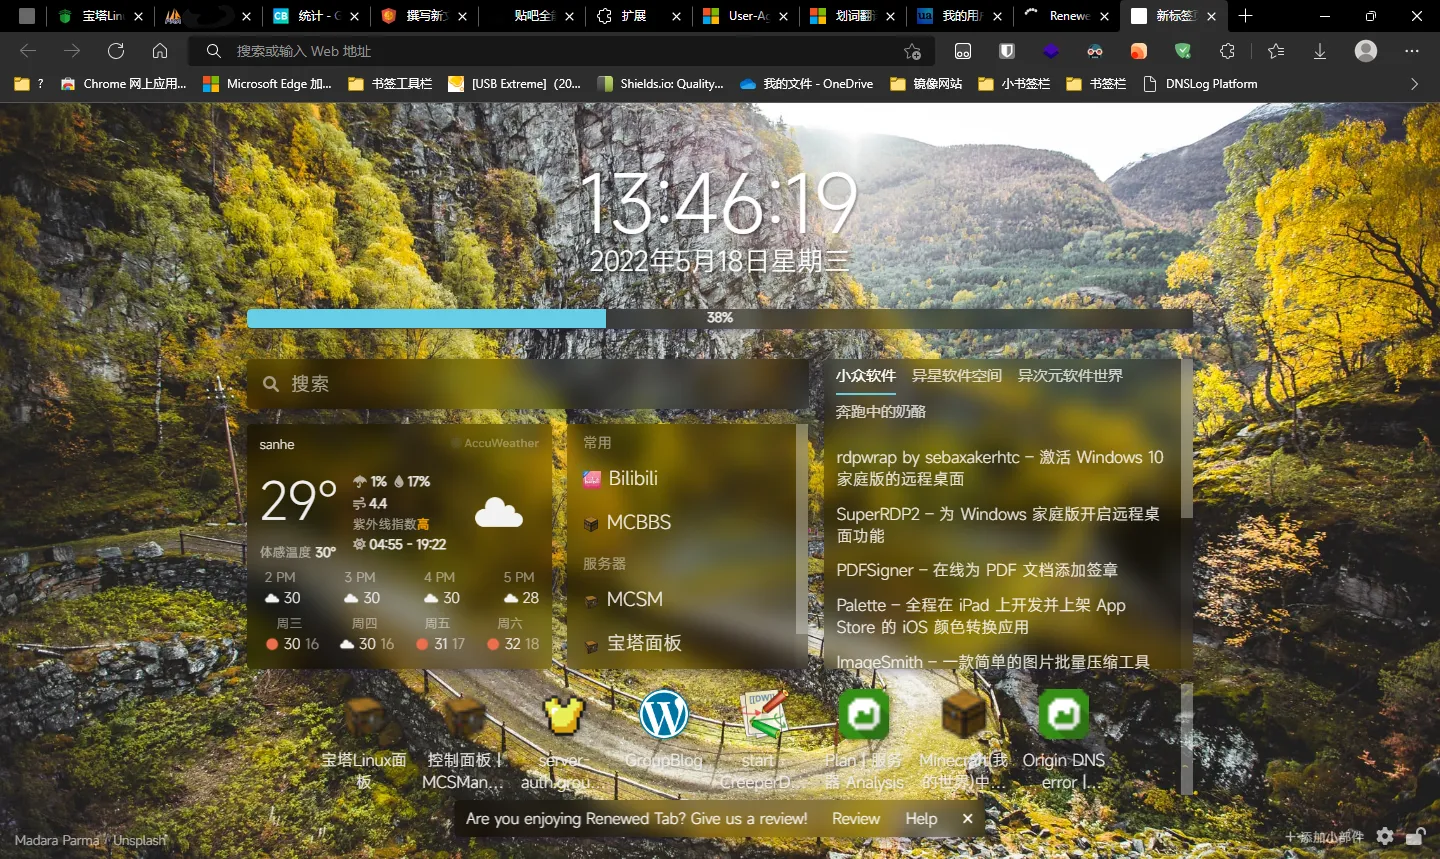 宝塔Lin
统计 - G
撰写新
贴吧全
扩展
User-Ag
划词翻
我的用户
Renewe
新标签
搜索或输入 Web 地址
?
Chrome 网上应用...
Microsoft Edge 加...
书签工具栏
[USB Extreme] (20...
Shields.io: Quality...
我的文件 - OneDrive
镜像网站
小书签栏
书签栏
DNSLog Platform
13:46:19
2022年5月18日星期三
38%
搜索
sanhe
AccuWeather
29°
1% 17%
4.4
紫外线指数高
04:55 - 19:22
体感温度 30°
2 PM 3 PM 4 PM 5 PM
30 30 30 28
周三 周四 周五 周六
30 16 30 16 31 17 32 18
常用
Bilibili
MCBBS
服务器
MCSM
宝塔面板
小众软件 异星软件空间 异次元软件世界
奔跑中的奶酪
rdpwrap by sebaxakerhtc – 激活 Windows 10
家庭版的远程桌面
SuperRDP2 – 为 Windows 家庭版开启远程桌
面功能
PDFSigner – 在线为 PDF 文档添加签章
Palette – 全程在 iPad 上开发并上架 App
Store 的 iOS 颜色转换应用
ImageSmith – 一款简单的图片批量压缩工具
宝塔Linux面
板
控制面板 |
MCSMan...
server-
auth.grou...
GroupBlog
start -
CreeperD...
Plan | 服务
器 Analysis
Minecraft(我
的世界)中...
Origin DNS
error |...
Are you enjoying Renewed Tab? Give us a review! Review Help
Madara Parma / Unsplash
添加小部件